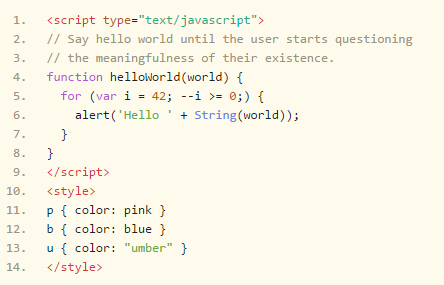 1. <script type="text/javascript">
2. // Say hello world until the user starts questioning
3. // the meaningfulness of their existence.
4. function helloWorld(world) {
5.   for (var i = 42; --i >= 0;) {
6.     alert('Hello ' + String(world));
7.   }
8. }
9. </script>
10. <style>
11. p { color: pink }
12. b { color: blue }
13. u { color: "umber" }
14. </style>